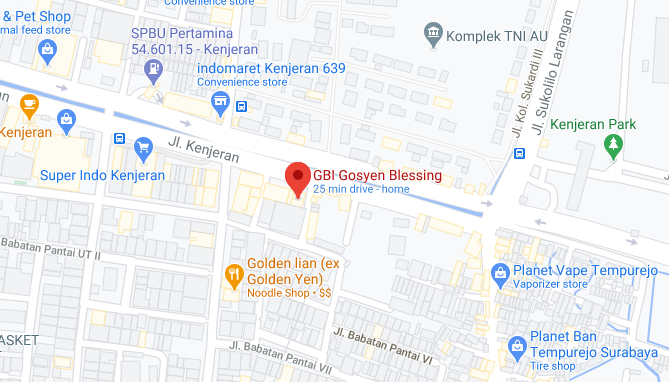 Jl. Ken
& Pet Shop
mal feed store
SPBU Pertamina
54.601.15 - Kenjeran
Komplek TNI AU
indomaret Kenjeran 639
Convenience store
Jl. Kol. Sukardi III
Jl. Sukolilo Larangan
Kenjeran Park
Kenjeran
Jl. Kenjeran
Super Indo Kenjeran
GBI Gosyen Blessing
25 min drive - home
Babatan Pantai UT II
Golden lian (ex
Golden Yen)
Noodle Shop • $$
Planet Vape Tempurejo
Vaporizer store
Jl. Babatan Pantai VI
Planet Ban
Tempurejo Surabaya
Tire shop
ASKET
Jl. Babatan Pantai VII